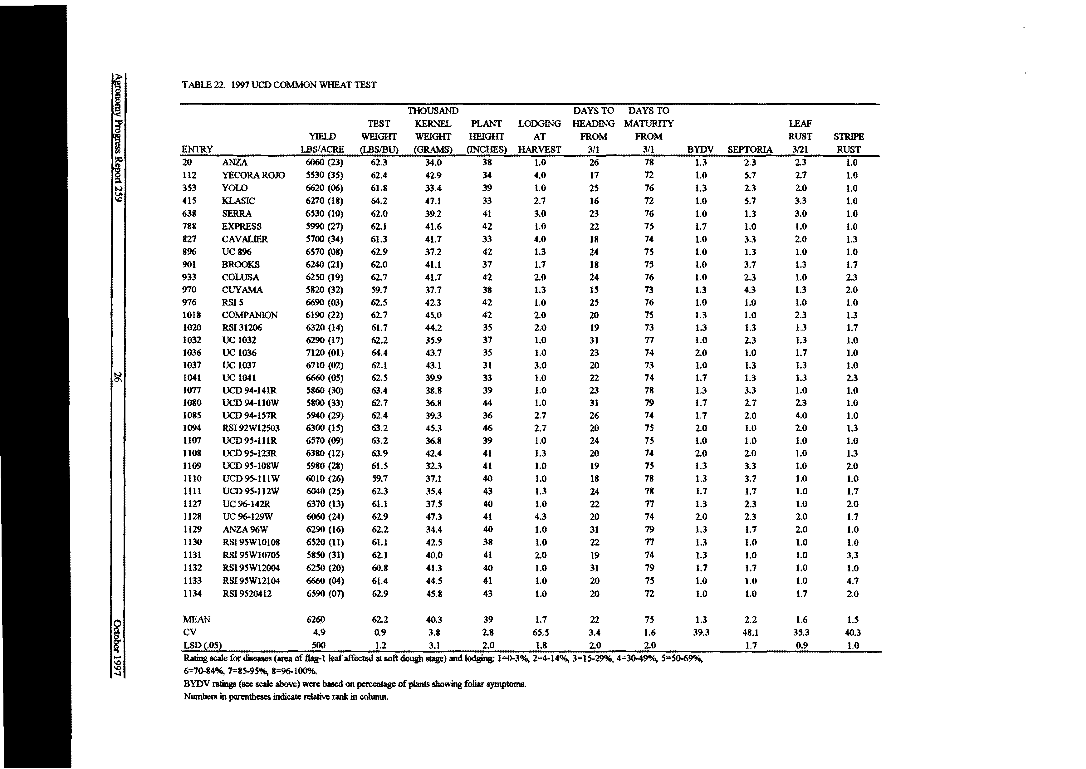 TABLE 22. 1997 UCD COMMON WHEAT TEST
THOUSAND DAYS TO DAYS TO
TEST KERNEL PLANT LODGING HEADING MATURITY LEAF
YIELD WEIGHT WEIGHT HEIGHT AT FROM FROM RUST STRIPE
ENTRY LBS/ACRE (LBS/BU) (GRAMS) (INCHES) HARVEST 3/1 3/1 BYDV SEPTORIA 3/21 RUST
20 ANZA 6060 (23) 62.3 34.0 38 1.0 26 78 1.3 2.3 2.3 1.0
112 YECORA ROJO 5530 (35) 62.4 42.9 34 4.0 17 72 1.0 5.7 2.7 1.0
353 YOLO 6620 (06) 61.8 33.4 39 1.0 25 76 1.3 2.3 2.0 1.0
415 KLASIC 6270 (18) 64.2 47.1 33 2.7 16 72 1.0 5.7 3.3 1.0
638 SERRA 6530 (10) 62.0 39.2 41 3.0 23 76 1.0 1.3 3.0 1.0
788 EXPRESS 5990 (27) 62.1 41.6 42 1.0 22 75 1.7 1.0 1.0 1.0
827 CAVALIER 5700 (34) 61.3 41.7 33 4.0 18 74 1.0 3.3 2.0 1.3
896 UC 896 6570 (08) 62.9 37.2 42 1.3 24 75 1.0 1.3 1.0 1.0
901 BROOKS 6240 (21) 62.0 41.1 37 1.7 18 75 1.0 3.7 1.3 1.7
933 COLUSA 6250 (19) 62.7 41.7 42 2.0 24 76 1.0 2.3 1.0 2.3
970 CUYAMA 5820 (32) 59.7 37.7 38 1.3 15 73 1.3 4.3 1.3 2.0
976 RSI 5 6690 (03) 62.5 42.3 42 1.0 25 76 1.0 1.0 1.0 1.0
1018 COMPANION 6190 (22) 62.7 45.0 42 2.0 20 75 1.3 1.0 2.3 1.3
1020 RSI 31206 6320 (14) 61.7 44.2 35 2.0 19 73 1.3 1.3 1.3 1.7
1032 UC 1032 6290 (17) 62.2 35.9 37 1.0 31 77 1.0 2.3 1.3 1.0
1036 UC 1036 7120 (01) 64.4 43.7 35 1.0 23 74 2.0 1.0 1.7 1.0
1037 UC 1037 6710 (02) 62.1 43.1 31 3.0 20 73 1.0 1.3 1.3 1.0
1041 UC 1041 6660 (05) 62.5 39.9 33 1.0 22 74 1.7 1.3 1.3 2.3
1077 UCD 94-141R 5860 (30) 63.4 38.8 39 1.0 23 78 1.3 3.3 1.0 1.0
1080 UCD 94-110W 5800 (33) 62.7 36.8 44 1.0 31 79 1.7 2.7 2.3 1.0
1085 UCD 94-157R 5940 (29) 62.4 39.3 36 2.7 26 74 1.7 2.0 4.0 1.0
1094 RSI 92W12503 6300 (15) 63.2 45.3 46 2.7 20 75 2.0 1.0 2.0 1.3
1107 UCD 95-111R 6570 (09) 63.2 36.8 39 1.0 24 75 1.0 1.0 1.0 1.0
1108 UCD 95-123R 6380 (12) 63.9 42.4 41 1.3 20 74 2.0 2.0 1.0 1.3
1109 UCD 95-108W 5980 (28) 61.5 32.3 41 1.0 19 75 1.3 3.3 1.0 2.0
1110 UCD 95-111W 6010 (26) 59.7 37.1 40 1.0 18 78 1.3 3.7 1.0 1.0
1111 UCD 95-112W 6040 (25) 62.3 35.4 43 1.3 24 78 1.7 1.7 1.0 1.7
1127 UC 96-142R 6370 (13) 61.1 37.5 40 1.0 22 77 1.3 2.3 1.0 2.0
1128 UC 96-129W 6060 (24) 62.9 47.3 41 4.3 20 74 2.0 2.3 2.0 1.7
1129 ANZA 96W 6290 (16) 62.2 34.4 40 1.0 31 79 1.3 1.7 2.0 1.0
1130 RSI 95W10108 6520 (11) 61.1 42.5 38 1.0 22 77 1.3 1.0 1.0 1.0
1131 RSI 95W10705 5850 (31) 62.1 40.0 41 2.0 19 74 1.3 1.0 1.0 3.3
1132 RSI 95W12004 6250 (20) 60.8 41.3 40 1.0 31 79 1.7 1.7 1.0 1.0
1133 RSI 95W12104 6660 (04) 61.4 44.5 41 1.0 20 75 1.0 1.0 1.0 4.7
1134 RSI 9520412 6590 (07) 62.9 45.8 43 1.0 20 72 1.0 1.0 1.7 2.0
MEAN 6260 62.2 40.3 39 1.7 22 75 1.3 2.2 1.6 1.5
CV 4.9 0.9 3.8 2.8 65.5 3.4 1.6 39.3 48.1 35.3 40.3
LSD (.05) 500 1.2 3.1 2.0 1.8 2.0 2.0 1.7 0.9 1.0
Rating scale for diseases (area of flag-1 leaf affected at soft dough stage) and lodging; 1=0-3%, 2=4-14%, 3=15-29%, 4=30-49%, 5=50-69%,
6=70-84%, 7=85-95%, 8=96-100%.
BYDV ratings (see scale above) were based on percentage of plants showing foliar symptoms.
Numbers in parentheses indicate relative rank in column.
Agronomy Progress Report 259
26
October 1997